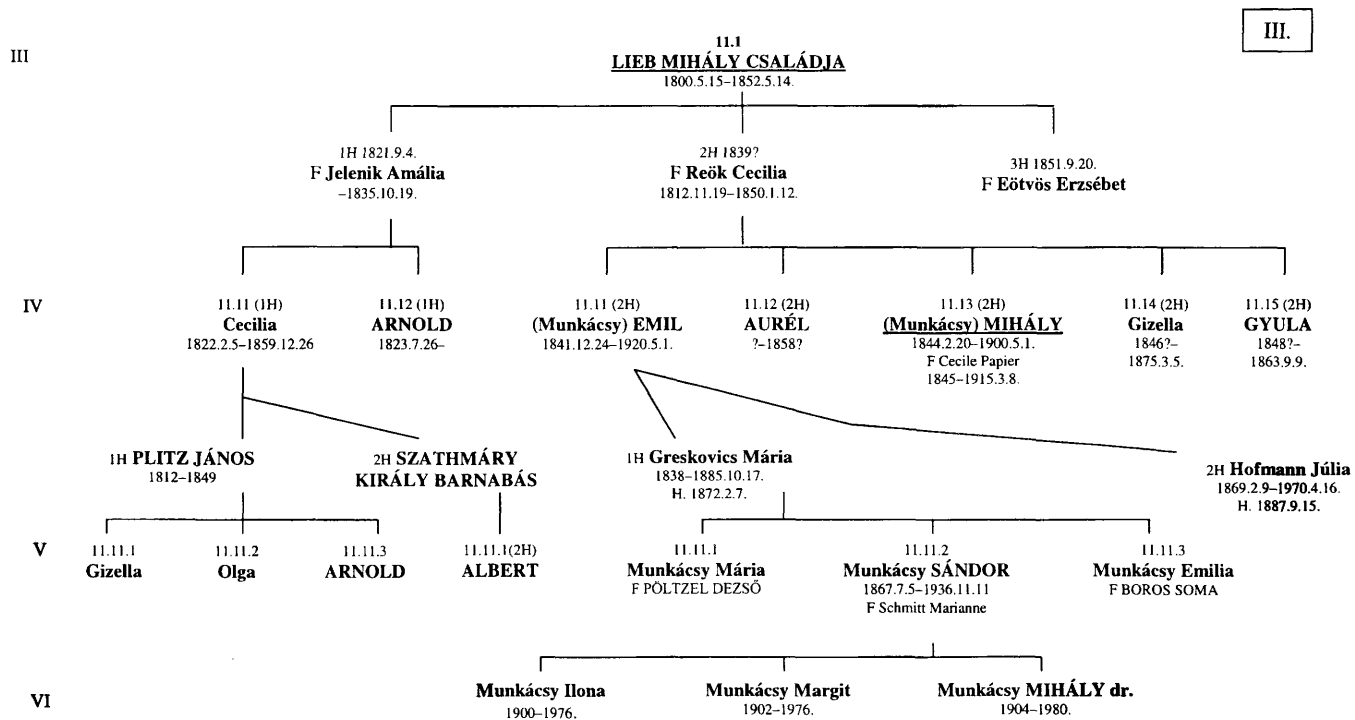 III.
III
11.1
LIEB MIHÁLY CSALÁDJA
1800.5.15–1852.5.14.
1H 1821.9.4.
F Jelenik Amália
–1835.10.19.
2H 1839?
F Reök Cecilia
1812.11.19–1850.1.12.
3H 1851.9.20.
F Eötvös Erzsébet
IV
11.11 (1H)
Cecilia
1822.2.5–1859.12.26
11.12 (1H)
ARNOLD
1823.7.26–
11.11 (2H)
(Munkácsy) EMIL
1841.12.24–1920.5.1.
11.12 (2H)
AURÉL
?–1858?
11.13 (2H)
(Munkácsy) MIHÁLY
1844.2.20–1900.5.1.
F Cecile Papier
1845–1915.3.8.
11.14 (2H)
Gizella
1846?–
1875.3.5.
11.15 (2H)
GYULA
1848?–
1863.9.9.
1H PLITZ JÁNOS
1812–1849
2H SZATHMÁRY
KIRÁLY BARNABÁS
1H Greskovics Mária
1838–1885.10.17.
H. 1872.2.7.
2H Hofmann Júlia
1869.2.9–1970.4.16.
H. 1887.9.15.
V
11.11.1
Gizella
11.11.2
Olga
11.11.3
ARNOLD
11.11.1(2H)
ALBERT
11.11.1
Munkácsy Mária
F PÖLTZEL DEZSŐ
11.11.2
Munkácsy SÁNDOR
1867.7.5–1936.11.11
F Schmitt Marianne
11.11.3
Munkácsy Emilia
F BOROS SOMA
VI
Munkácsy Ilona
1900–1976.
Munkácsy Margit
1902–1976.
Munkácsy MIHÁLY dr.
1904–1980.